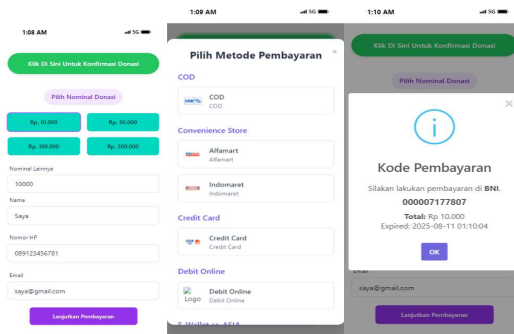 1:08 AM
5G
Klik Di Sini Untuk Konfirmasi Donasi
Pilih Nominal Donasi
Rp. 10.000
Rp. 50.000
Rp. 100.000
Rp. 500.000
Nominal Lainnya
10000
Nama
Saya
Nomor HP
089123456781
Email
saya@gmail.com
Lanjutkan Pembayaran
1:09 AM
5G
Pilih Metode Pembayaran
×
COD
COD
COD
Convenience Store
Alfamart
Alfamart
Indomaret
Indomaret
Credit Card
Credit Card
Credit Card
Debit Online
Logo
Debit Online
Debit Online
1:10 AM
5G
Klik Di Sini Untuk Konfirmasi Donasi
Pilih Nominal Donasi
×
i
Kode Pembayaran
Silakan lakukan pembayaran di BNI.
000007177807
Total: Rp 10.000
Expired: 2025-08-11 01:10:04
OK
Email
saya@gmail.com
Lanjutkan Pembayaran